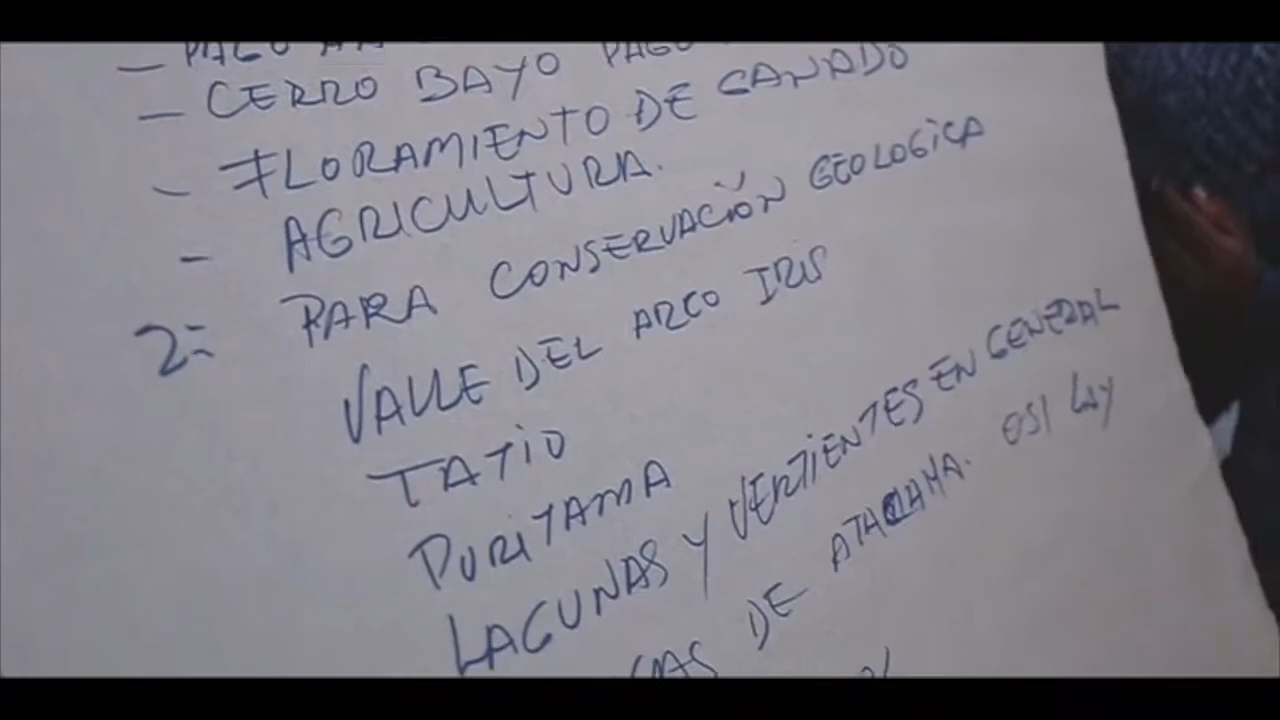 — CERRO BAYO
— FLORAMIENTO DE CANADO
- AGRICULTURA.
2= PARA CONSERVACIÓN GEOLOGICA
VALLE DEL ARCO IRIS
TATIO
PURITAMA
LAGUNAS Y VERTIENTES EN GENERAL
DE ATACAMA.